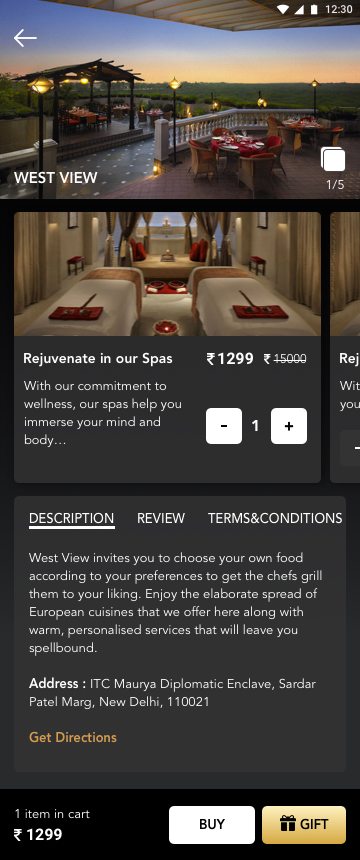 12:30
WEST VIEW
1/5
Rejuvenate in our Spas
₹ 1299 ₹ 15000
Rej
With our commitment to
wellness, our spas help you
immerse your mind and
body...
- 1 +
Wit
you
DESCRIPTION REVIEW TERMS&CONDITIONS
West View invites you to choose your own food
according to your preferences to get the chefs grill
them to your liking. Enjoy the elaborate spread of
European cuisines that we offer here along with
warm, personalised services that will leave you
spellbound.
Address : ITC Maurya Diplomatic Enclave, Sardar
Patel Marg, New Delhi, 110021
Get Directions
1 item in cart
₹ 1299
BUY
GIFT